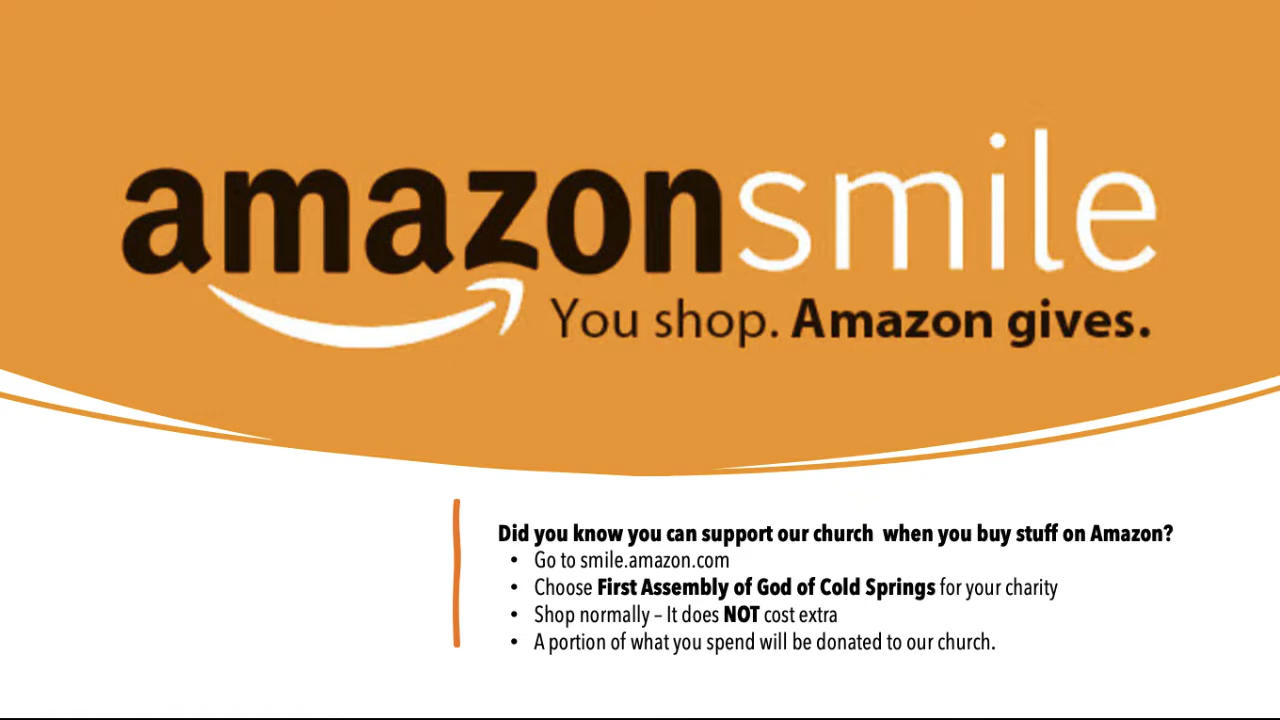 amazonsmile
You shop. Amazon gives.
Did you know you can support our church  when you buy stuff on Amazon?
• Go to smile.amazon.com
• Choose First Assembly of God of Cold Springs for your charity
• Shop normally – It does NOT cost extra
• A portion of what you spend will be donated to our church.